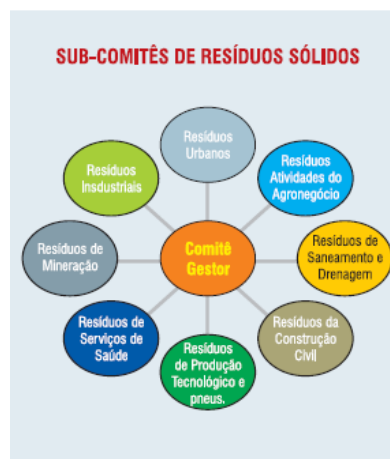 SUB-COMITÊS DE RESÍDUOS SÓLIDOS
Resíduos
Urbanos
Resíduos
Atividades do
Agronegócio
Resíduos de
Saneamento e
Drenagem
Resíduos da
Construção
Civil
Resíduos
de Produção
Tecnológico e
pneus.
Resíduos de
Serviços de
Saúde
Resíduos de
Mineração
Resíduos
Insdustriais
Comitê
Gestor